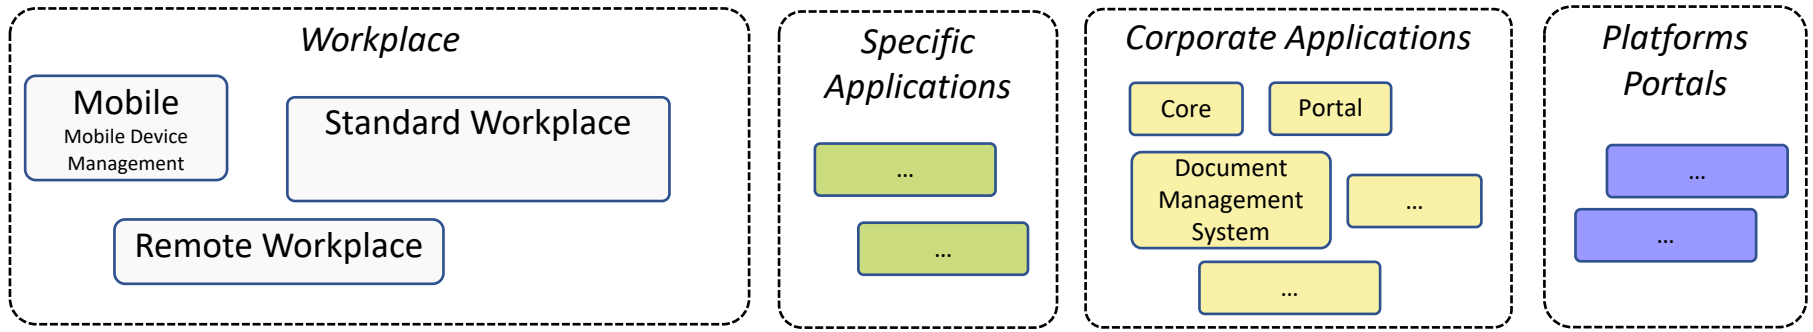 Workplace
Mobile
Mobile Device
Management
Standard Workplace
Remote Workplace
Specific
Applications
...
...
Corporate Applications
Core
Portal
Document
Management
System
...
...
Platforms
Portals
...
...